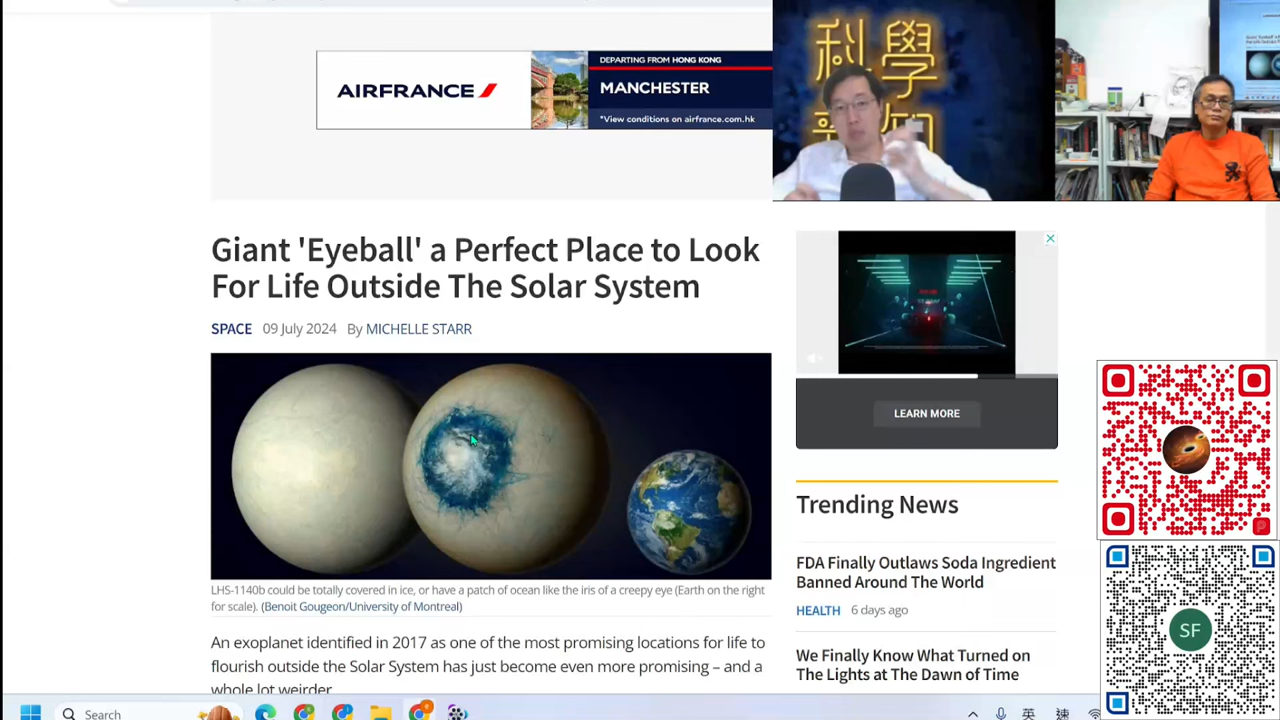 AIRFRANCE
DEPARTING FROM HONG KONG
MANCHESTER
*View conditions on airfrance.com.hk
科學
Giant 'Eyeball' a Perfect Place to Look
For Life Outside The Solar System
SPACE 09 July 2024 By MICHELLE STARR
LHS-1140b could be totally covered in ice, or have a patch of ocean like the iris of a creepy eye (Earth on the right
for scale). (Benoit Gougeon/University of Montreal)
An exoplanet identified in 2017 as one of the most promising locations for life to
flourish outside the Solar System has just become even more promising – and a
whole lot weirder
LEARN MORE
Trending News
FDA Finally Outlaws Soda Ingredient
Banned Around The World
HEALTH 6 days ago
We Finally Know What Turned on
The Lights at The Dawn of Time
SF
Search
英
速